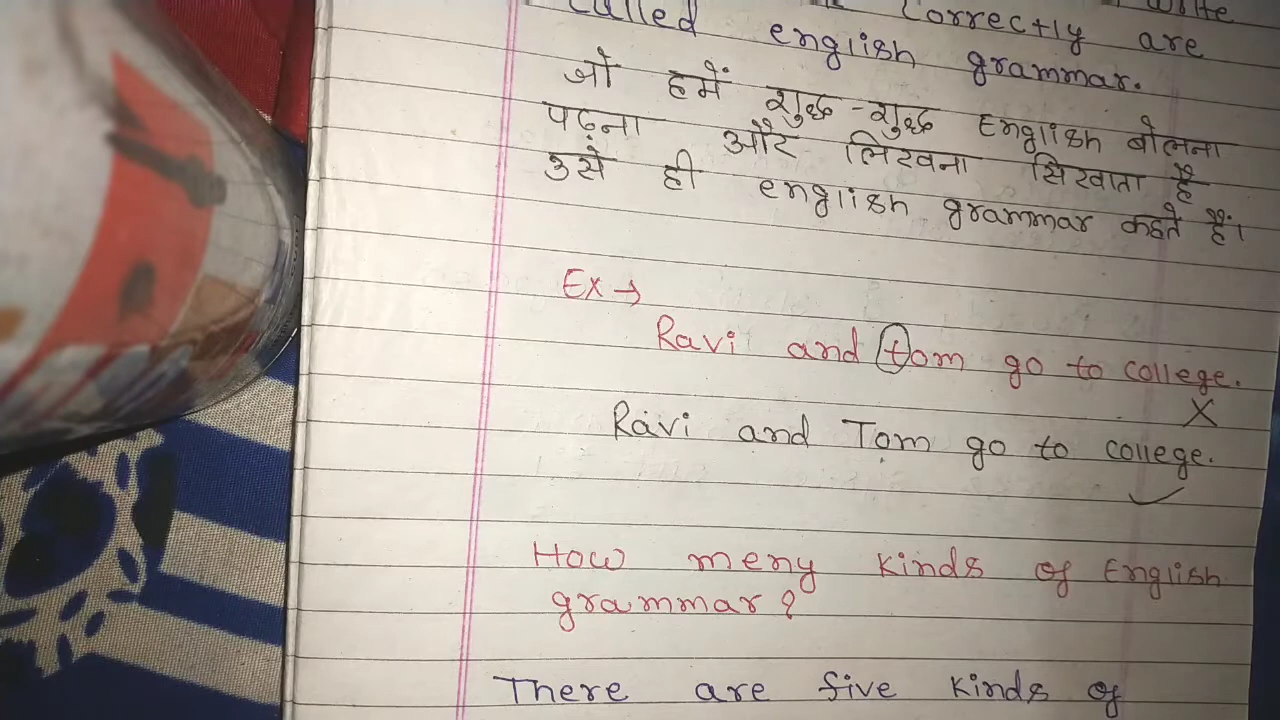 called correctly are
english grammar.
जो हमें शुद्ध-शुद्ध English बोलना
पढ़ना और लिखना सिखाता है
उसे ही english grammar कहते हैं।
Ex →
Ravi and tom go to college.
X
Ravi and Tom go to college.
✓
How meny kinds of English
grammar?
There are five kinds of